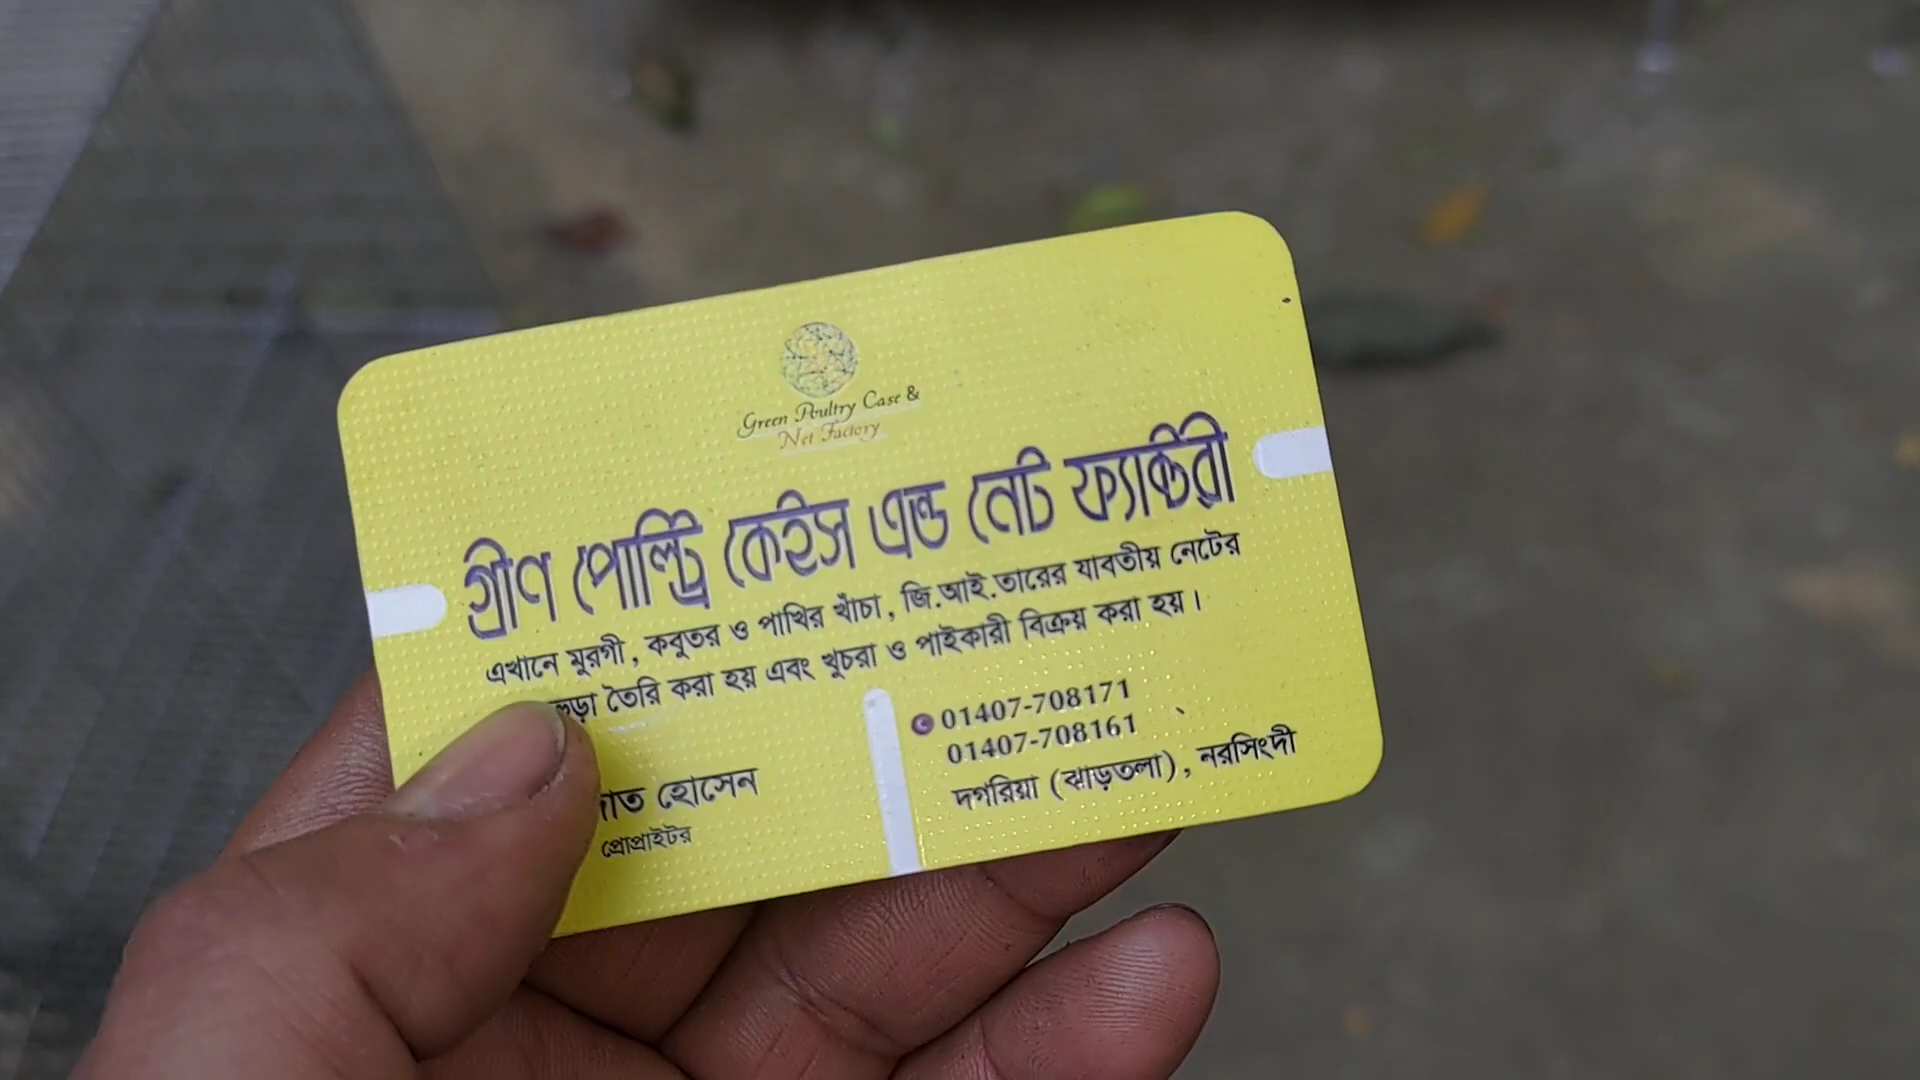 Green Poultry Case &
Net Factory
গ্রীণ পোল্ট্রি কেইস এন্ড নেট ফ্যাক্টরী
এখানে মুরগী, কবুতর ও পাখির খাঁচা, জি.আই.তারের যাবতীয় নেটের
তৈরি করা হয় এবং খুচরা ও পাইকারী বিক্রয় করা হয়।
01407-708171
01407-708161
দগরিয়া (ঝাড়তলা), নরসিংদী
হোসেন
প্রোপ্রাইটর